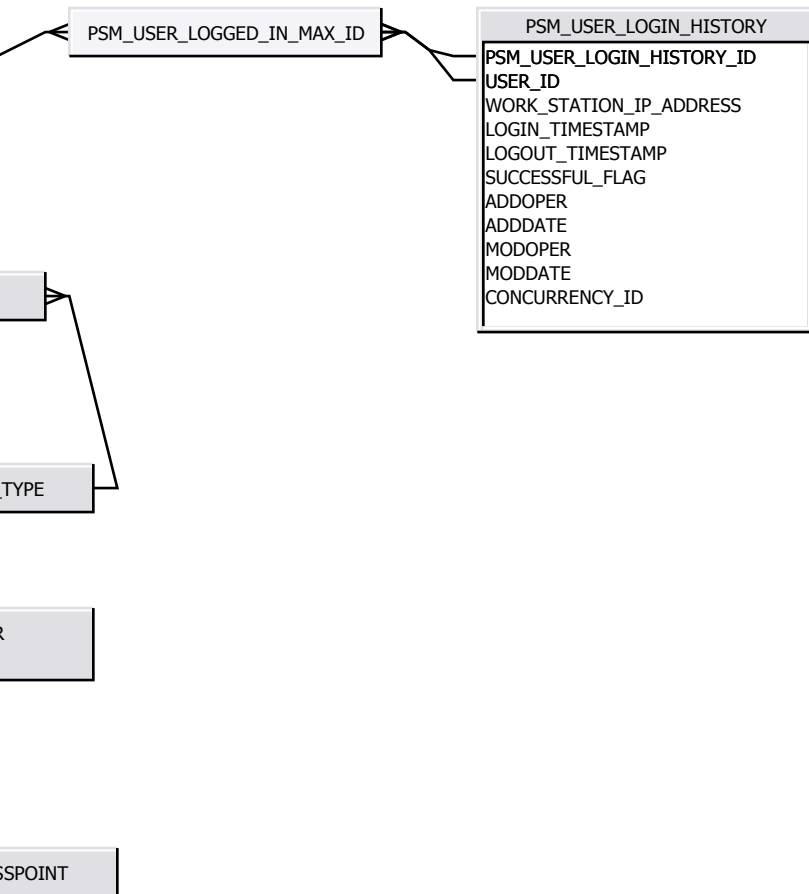 PSM_USER_LOGGED_IN_MAX_ID
PSM_USER_LOGIN_HISTORY
PSM_USER_LOGIN_HISTORY_ID
USER_ID
WORK_STATION_IP_ADDRESS
LOGIN_TIMESTAMP
LOGOUT_TIMESTAMP
SUCCESSFUL_FLAG
ADDOPER
ADDDATE
MODOPER
MODDATE
CONCURRENCY_ID
_TYPE
R
SSPOINT